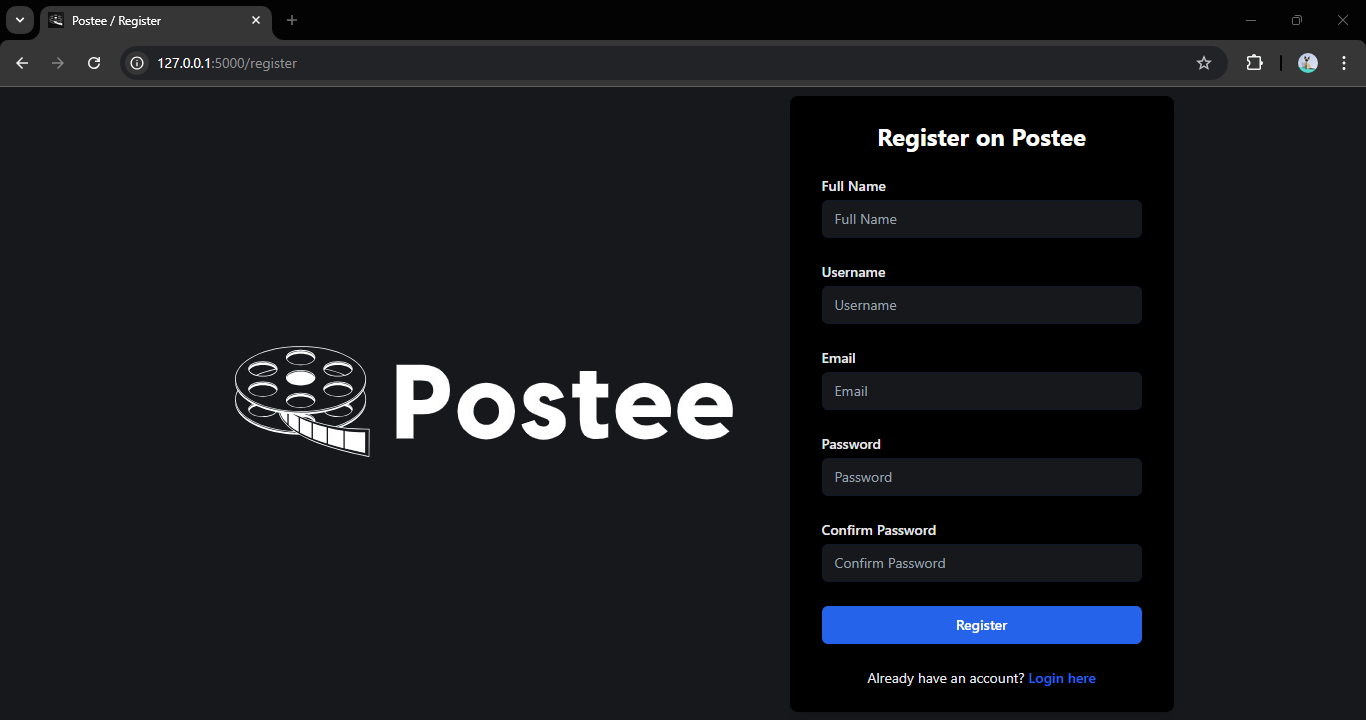 Postee / Register
127.0.0.1:5000/register
Postee
Register on Postee
Full Name
Full Name
Username
Username
Email
Email
Password
Password
Confirm Password
Confirm Password
Register
Already have an account? Login here